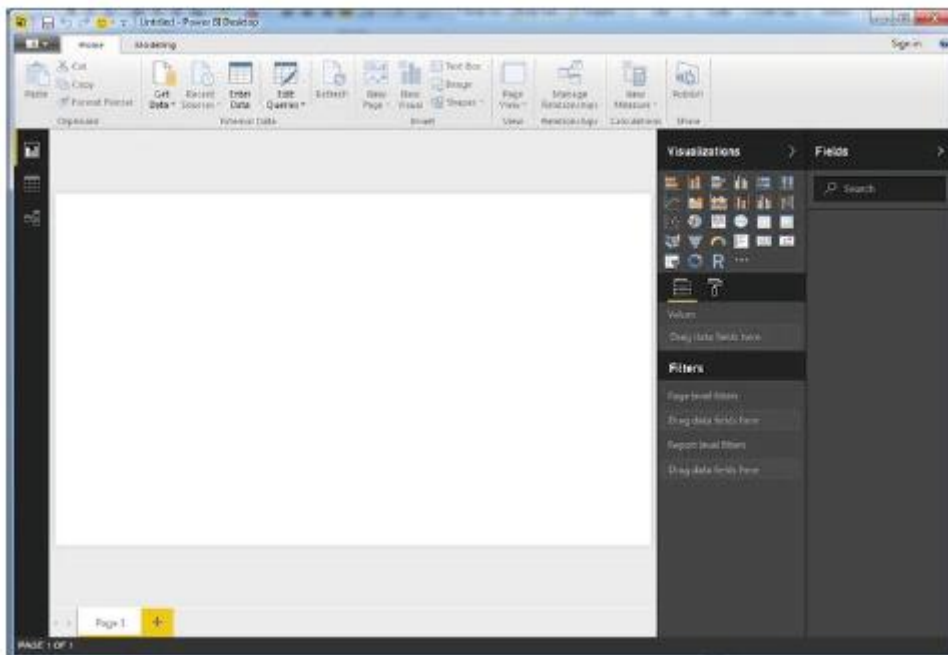 Untitled - Power BI Desktop
Home Modeling Sign in
Paste
Cut
Copy
Format Painter
Get Data
Recent Sources
Enter Data
Edit Queries
Refresh
New Page
New Visual
Text Box
Image
Shapes
Page View
Manage Relationships
New Measure
Publish
Clipboard External Data Insert View Relationships Calculations Share
Visualizations Fields
Search
R
Values
Drag data fields here
Filters
Page level filters
Drag data fields here
Report level filters
Drag data fields here
Page 1 +
PAGE 1 OF 1